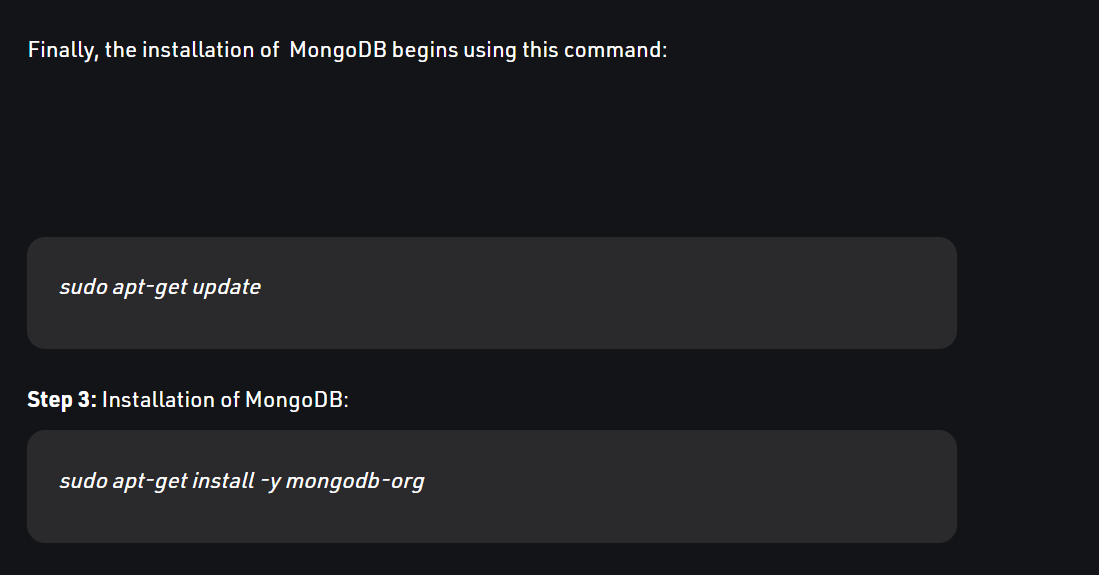 Finally, the installation of  MongoDB begins using this command:
sudo apt-get update
Step 3: Installation of MongoDB:
sudo apt-get install -y mongodb-org